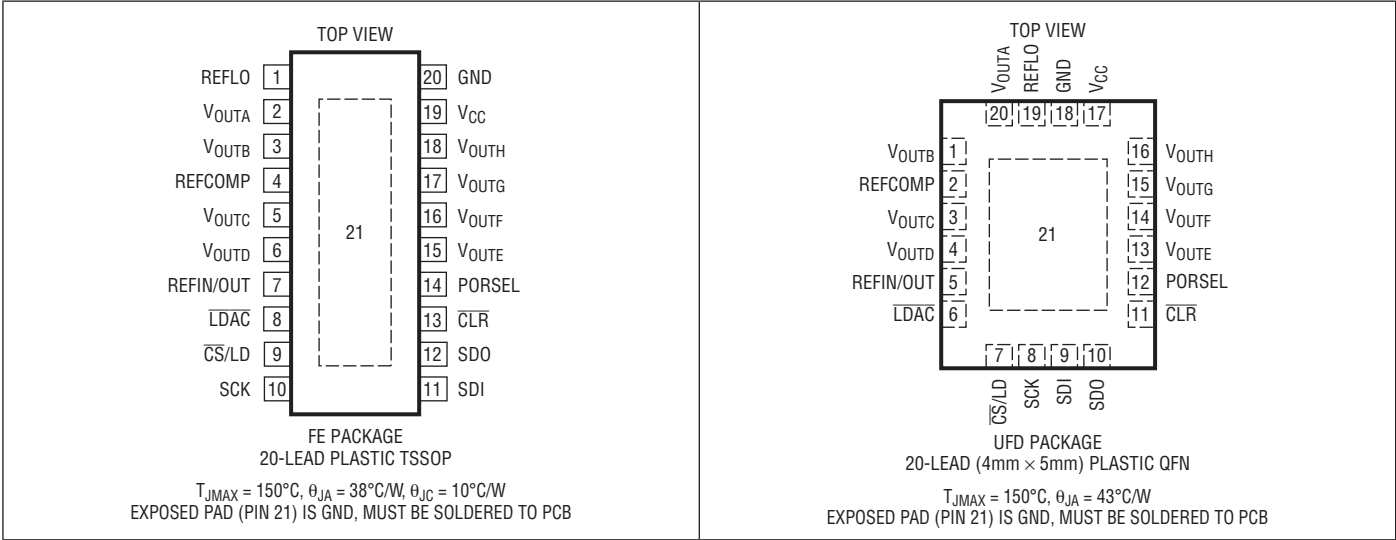 TOP VIEW
REFLO 1
VOUTA 2
VOUTB 3
REFCOMP 4
VOUTC 5
VOUTD 6
REFIN/OUT 7
L̅D̅A̅C̅ 8
C̅S̅/LD 9
SCK 10
20 GND
19 VCC
18 VOUTH
17 VOUTG
16 VOUTF
15 VOUTE
14 PORSEL
13 C̅L̅R̅
12 SDO
11 SDI
21
FE PACKAGE
20-LEAD PLASTIC TSSOP
TJMAX = 150°C, θJA = 38°C/W, θJC = 10°C/W
EXPOSED PAD (PIN 21) IS GND, MUST BE SOLDERED TO PCB
TOP VIEW
VOUTA
REFLO
GND
VCC
20 19 18 17
VOUTB 1
REFCOMP 2
VOUTC 3
VOUTD 4
REFIN/OUT 5
L̅D̅A̅C̅ 6
16 VOUTH
15 VOUTG
14 VOUTF
13 VOUTE
12 PORSEL
11 C̅L̅R̅
21
7 8 9 10
C̅S̅/LD
SCK
SDI
SDO
UFD PACKAGE
20-LEAD (4mm × 5mm) PLASTIC QFN
TJMAX = 150°C, θJA = 43°C/W
EXPOSED PAD (PIN 21) IS GND, MUST BE SOLDERED TO PCB